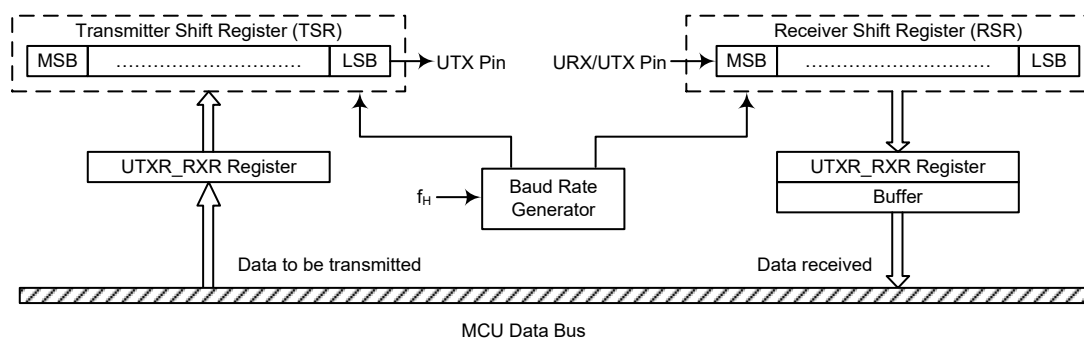 Transmitter Shift Register (TSR)
MSB .............................. LSB
UTX Pin
UTXR_RXR Register
Data to be transmitted
fH
Baud Rate
Generator
Receiver Shift Register (RSR)
URX/UTX Pin
MSB .............................. LSB
UTXR_RXR Register
Buffer
Data received
MCU Data Bus